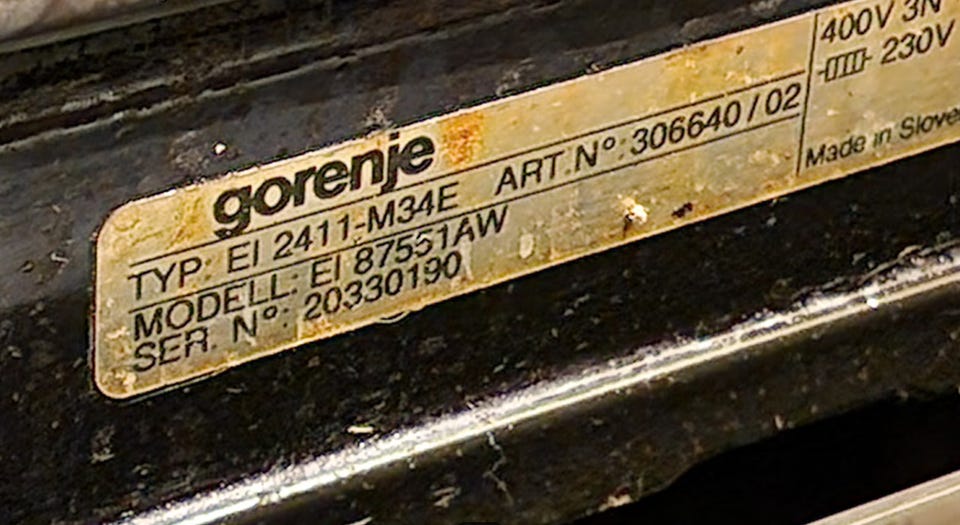 gorenje
TYP: EI 2411-M34E ART.N°: 306640 / 02
MODELL: EI 87551AW
SER. N°: 20330190
400V 3N
230V
Made in Slove